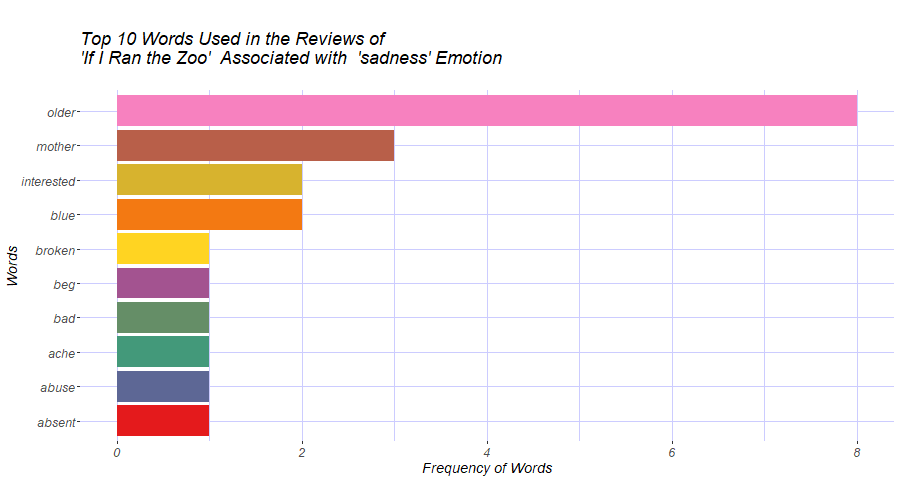 Top 10 Words Used in the Reviews of
'If I Ran the Zoo'  Associated with  'sadness' Emotion
older
mother
interested
blue
broken
beg
bad
ache
abuse
absent
Words
0 2 4 6 8
Frequency of Words